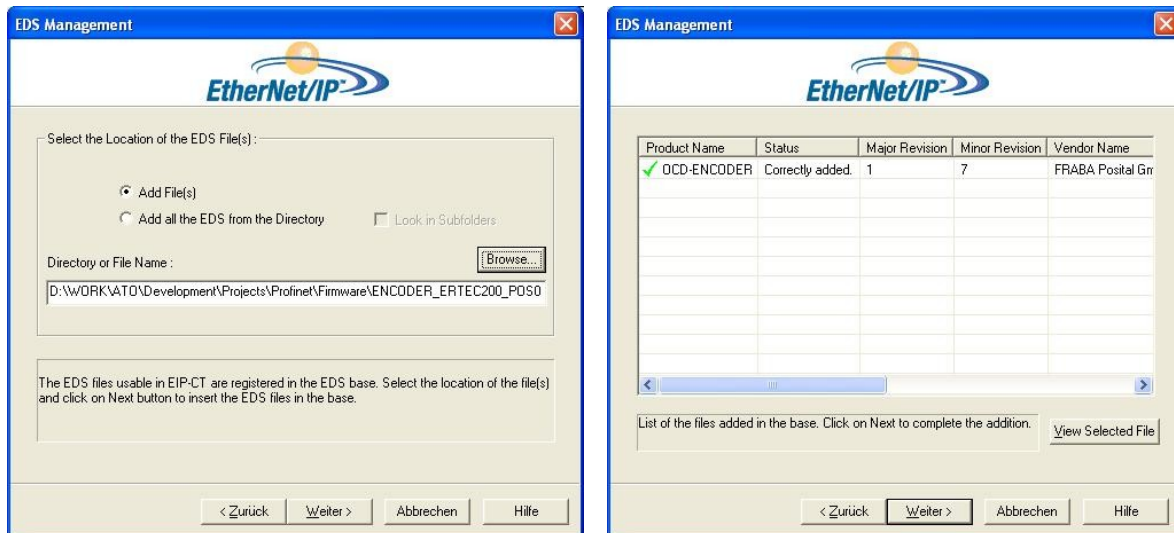 EDS Management
EtherNet/IP™
Select the Location of the EDS File(s) :
Add File(s)
Add all the EDS from the Directory
Look in Subfolders
Directory or File Name :
Browse...
D:\WORK\ATO\Development\Projects\Profinet\Firmware\ENCODER_ERTEC200_POS0
The EDS files usable in EIP-CT are registered in the EDS base. Select the location of the file(s)
and click on Next button to insert the EDS files in the base.
< Zurück Weiter > Abbrechen Hilfe
EDS Management
EtherNet/IP™
Product Name Status Major Revision Minor Revision Vendor Name
OCD-ENCODER Correctly added. 1 7 FRABA Posital Gm
List of the files added in the base. Click on Next to complete the addition.
View Selected File
< Zurück Weiter > Abbrechen Hilfe